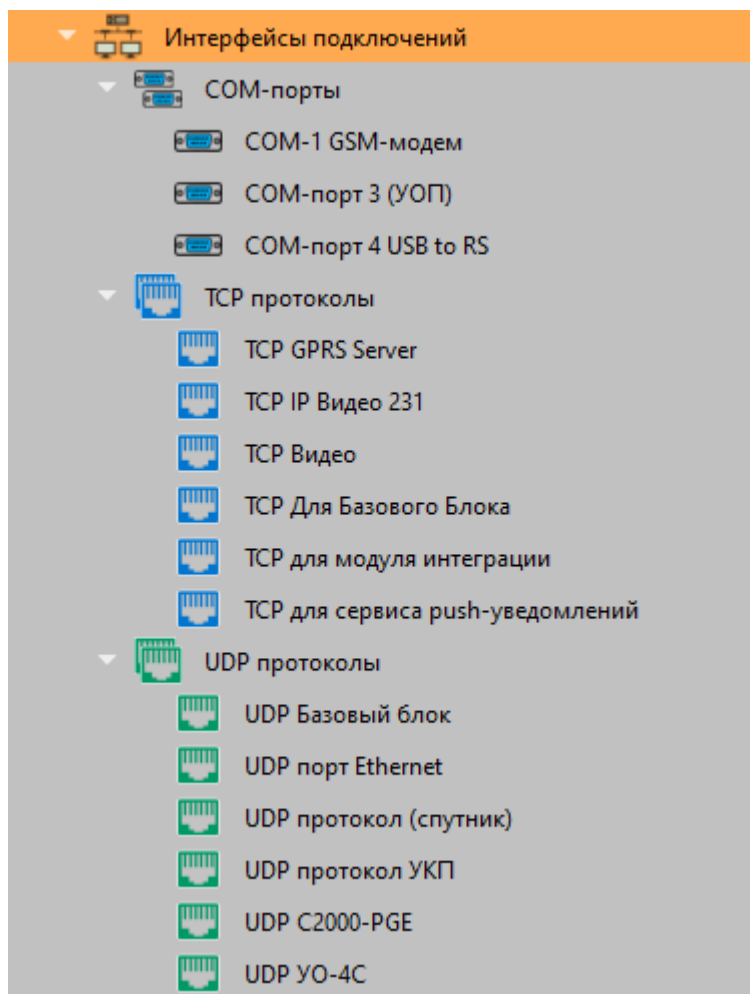 Интерфейсы подключений
COM-порты
COM-1 GSM-модем
COM-порт 3 (УОП)
COM-порт 4 USB to RS
TCP протоколы
TCP GPRS Server
TCP IP Видео 231
TCP Видео
TCP Для Базового Блока
TCP для модуля интеграции
TCP для сервиса push-уведомлений
UDP протоколы
UDP Базовый блок
UDP порт Ethernet
UDP протокол (спутник)
UDP протокол УКП
UDP С2000-PGE
UDP УО-4С